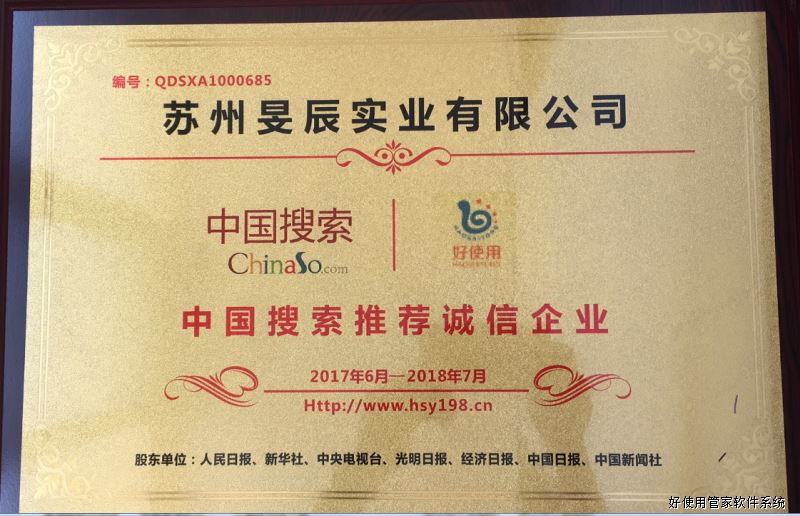 编号：QDSXA1000685
苏州旻辰实业有限公司
中国搜索
ChinaSo.com
好使用
中国搜索推荐诚信企业
2017年6月—2018年7月
Http://www.hsy198.cn
股东单位：人民日报、新华社、中央电视台、光明日报、经济日报、中国日报、中国新闻社
好使用管家软件系统